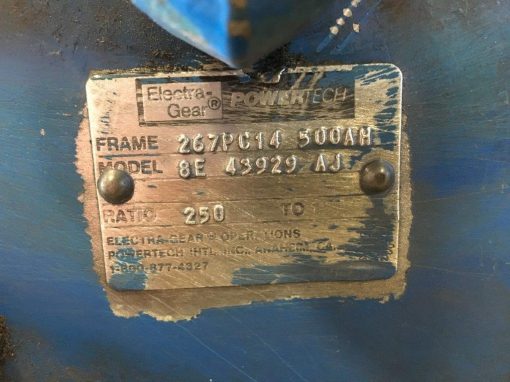 Electra-
Gear® POWERTECH
FRAME 267PC14 500AH
MODEL 8E 43929 AJ
RATIO 250 TO
ELECTRA-GEAR® OPERATIONS
POWERTECH INTL. INC. ANAHEIM, CA.
1-800-877-4327